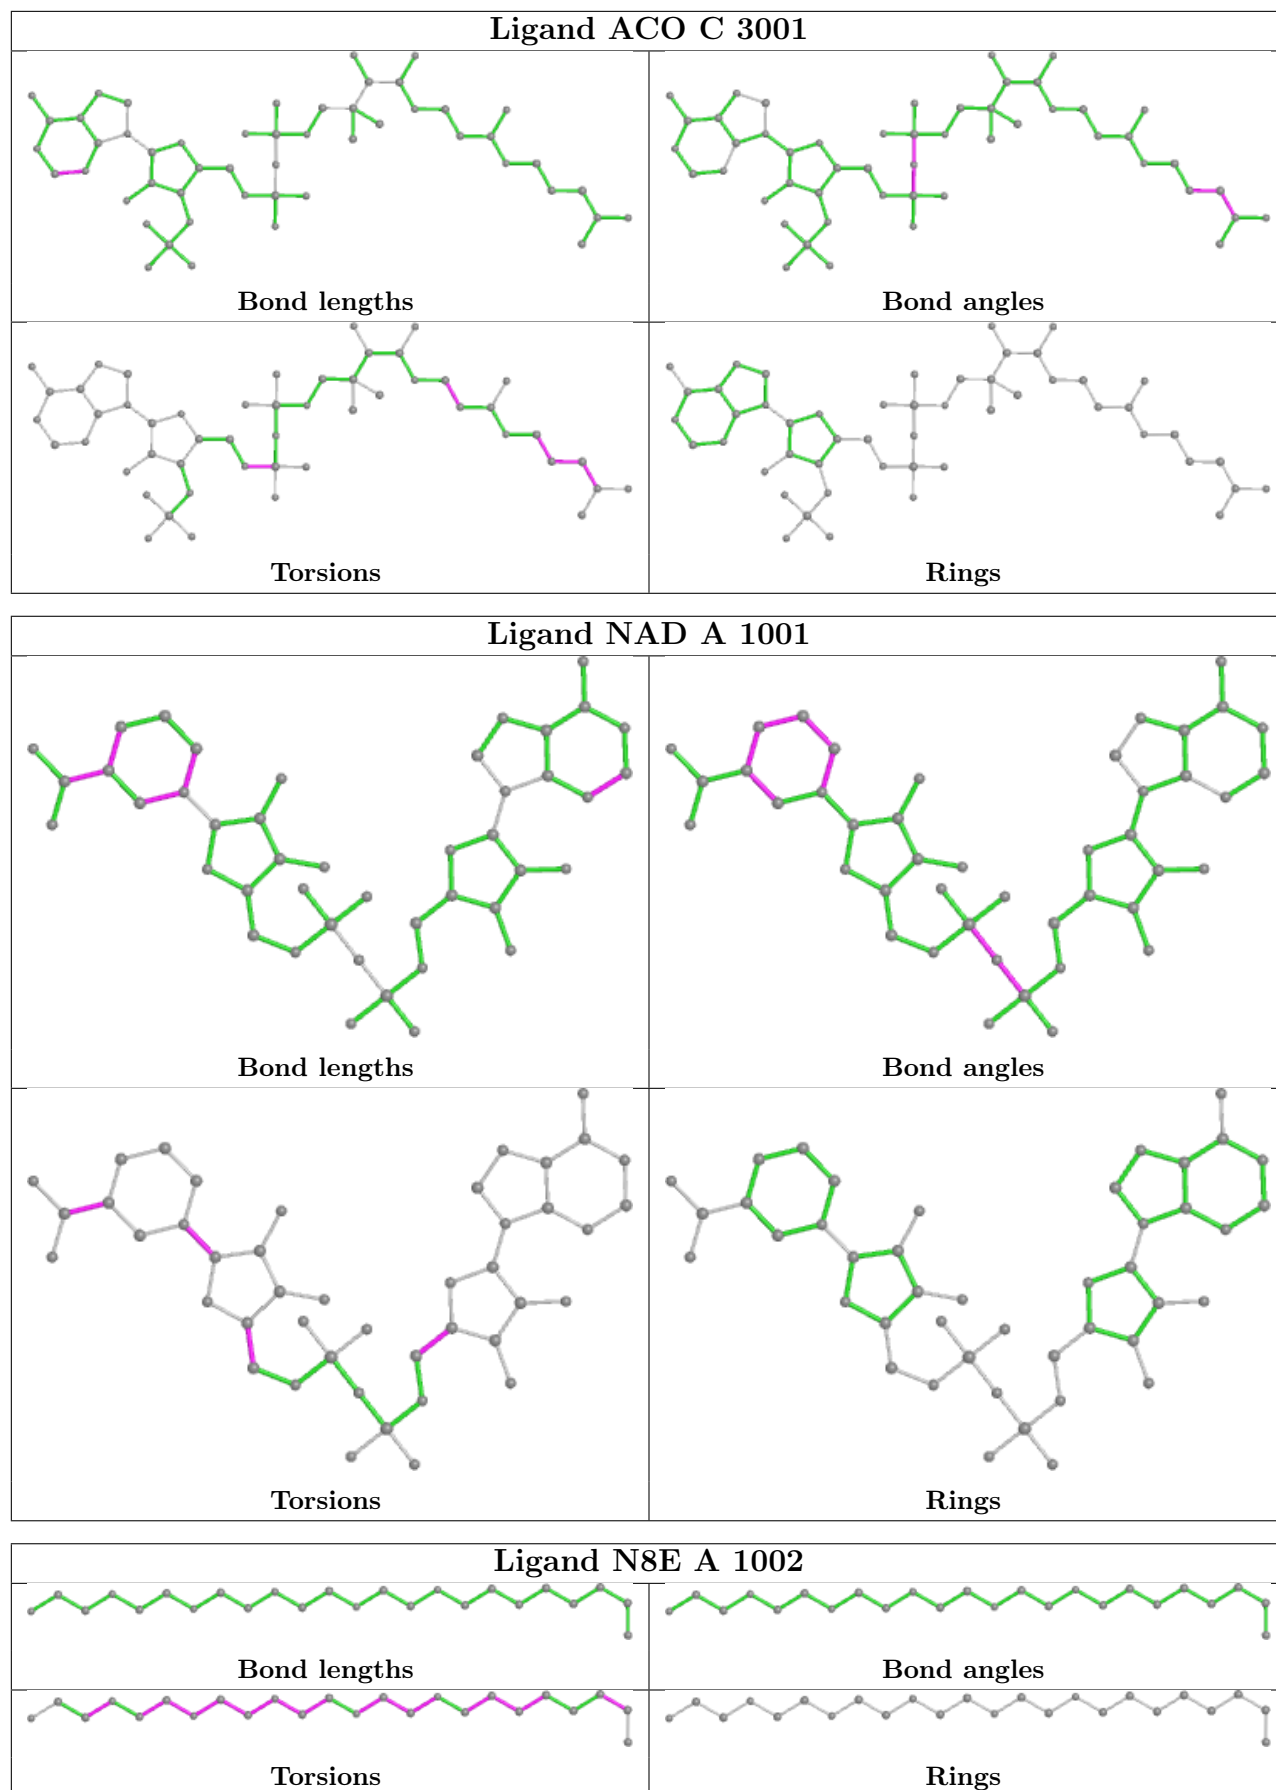 Ligand ACO C 3001
Bond lengths
Bond angles
Torsions
Rings
Ligand NAD A 1001
Bond lengths
Bond angles
Torsions
Rings
Ligand N8E A 1002
Bond lengths
Bond angles
Torsions
Rings